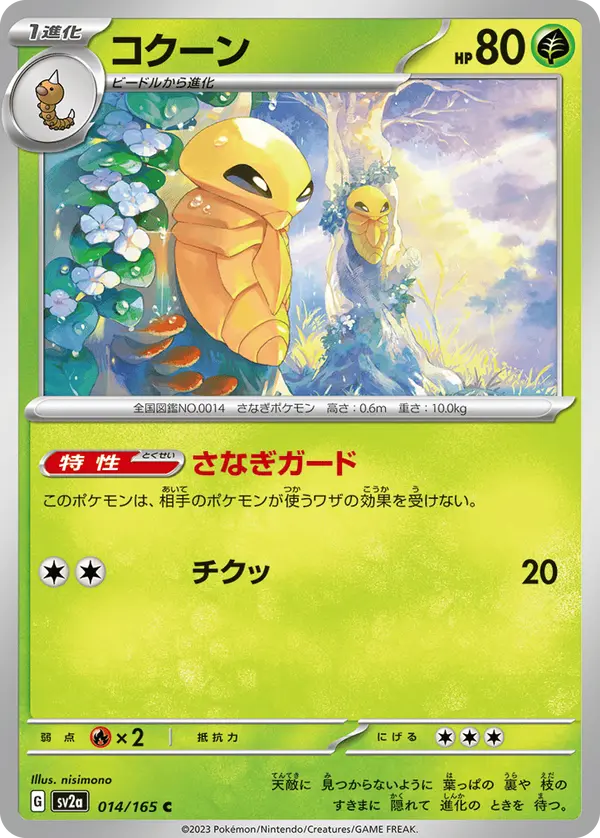 1進化
コクーン
HP80
ビードルから進化
全国図鑑NO.0014 さなぎポケモン 高さ:0.6m 重さ:10.0kg
特性 とくせい さなぎガード
このポケモンは、相手のポケモンが使うワザの効果を受けない。
チクッ 20
弱点 ×2 抵抗力 にげる
Illus. nisimono
G sv2a 014/165 C
天敵に 見つからないように 葉っぱの 裏や 枝の
すきまに 隠れて 進化の ときを 待つ。
©2023 Pokémon/Nintendo/Creatures/GAME FREAK.